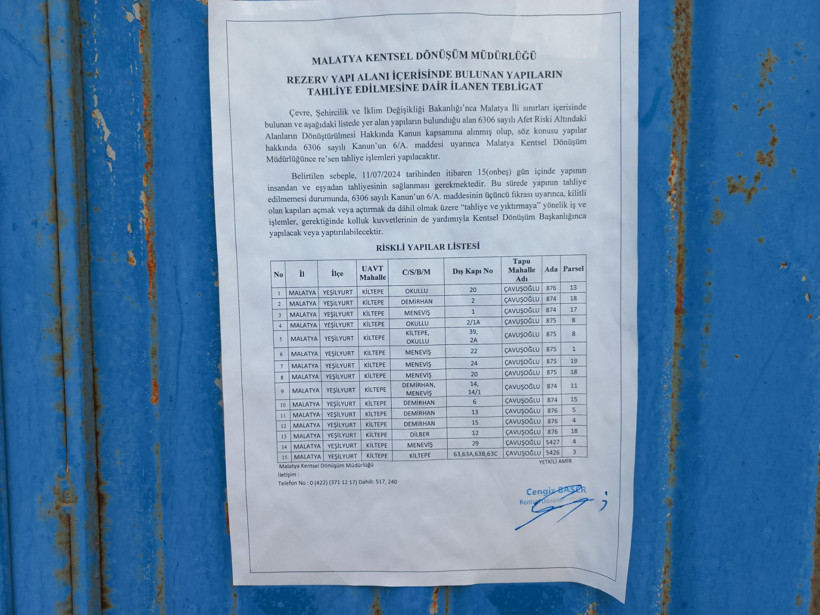 MALATYA KENTSEL DÖNÜŞÜM MÜDÜRLÜĞÜ
REZERV YAPI ALANI İÇERİSİNDE BULUNAN YAPILARIN
TAHLİYE EDİLMESİNE DAİR İLANEN TEBLİGAT
Çevre, Şehircilik ve İklim Değişikliği Bakanlığı'nca Malatya İli sınırları içerisinde
bulunan ve aşağıdaki listede yer alan yapıların bulunduğu alan 6306 sayılı Afet Riski Altındaki
Alanların Dönüştürülmesi Hakkında Kanun kapsamına alınmış olup, söz konusu yapılar
hakkında 6306 sayılı Kanun'un 6/A. maddesi uyarınca Malatya Kentsel Dönüşüm
Müdürlüğünce re'sen tahliye işlemleri yapılacaktır.
Belirtilen sebeple, 11/07/2024 tarihinden itibaren 15(onbeş) gün içinde yapının
insandan ve eşyadan tahliyesinin sağlanması gerekmektedir. Bu sürede yapının tahliye
edilmemesi durumunda, 6306 sayılı Kanun'un 6/A. maddesinin üçüncü fıkrası uyarınca, kilitli
olan kapıları açmak veya açtırmak da dâhil olmak üzere "tahliye ve yıktırmaya" yönelik iş ve
işlemler, gerektiğinde kolluk kuvvetlerinin de yardımıyla Kentsel Dönüşüm Başkanlığınca
yapılacak veya yaptırılabilecektir.
RİSKLİ YAPILAR LİSTESİ
No İl İlçe UAVT Mahalle C/S/B/M Dış Kapı No Tapu Mahalle Adı Ada Parsel
1 MALATYA YEŞİLYURT KİLTEPE OKULLU 20 ÇAVUŞOĞLU 876 13
2 MALATYA YEŞİLYURT KİLTEPE DEMİRHAN 2 ÇAVUŞOĞLU 874 18
3 MALATYA YEŞİLYURT KİLTEPE MENEVİŞ 1 ÇAVUŞOĞLU 874 17
4 MALATYA YEŞİLYURT KİLTEPE OKULLU 2/1A ÇAVUŞOĞLU 875 8
5 MALATYA YEŞİLYURT KİLTEPE KİLTEPE, OKULLU 39, 2A ÇAVUŞOĞLU 875 8
6 MALATYA YEŞİLYURT KİLTEPE MENEVİŞ 22 ÇAVUŞOĞLU 875 1
7 MALATYA YEŞİLYURT KİLTEPE MENEVİŞ 24 ÇAVUŞOĞLU 875 19
8 MALATYA YEŞİLYURT KİLTEPE MENEVİŞ 20 ÇAVUŞOĞLU 875 18
9 MALATYA YEŞİLYURT KİLTEPE DEMİRHAN, MENEVİŞ 14, 14/1 ÇAVUŞOĞLU 874 11
10 MALATYA YEŞİLYURT KİLTEPE DEMİRHAN 6 ÇAVUŞOĞLU 874 15
11 MALATYA YEŞİLYURT KİLTEPE DEMİRHAN 13 ÇAVUŞOĞLU 876 5
12 MALATYA YEŞİLYURT KİLTEPE DEMİRHAN 15 ÇAVUŞOĞLU 876 4
13 MALATYA YEŞİLYURT KİLTEPE DİLBER 12 ÇAVUŞOĞLU 876 18
14 MALATYA YEŞİLYURT KİLTEPE MENEVİŞ 29 ÇAVUŞOĞLU 5427 4
15 MALATYA YEŞİLYURT KİLTEPE KİLTEPE 63,63A,63B,63C ÇAVUŞOĞLU 5426 3
Malatya Kentsel Dönüşüm Müdürlüğü YETKİLİ AMİR
İletişim :
Telefon No : 0 (422) (371 12 17) Dahili: 517, 240
Cengiz BAŞER